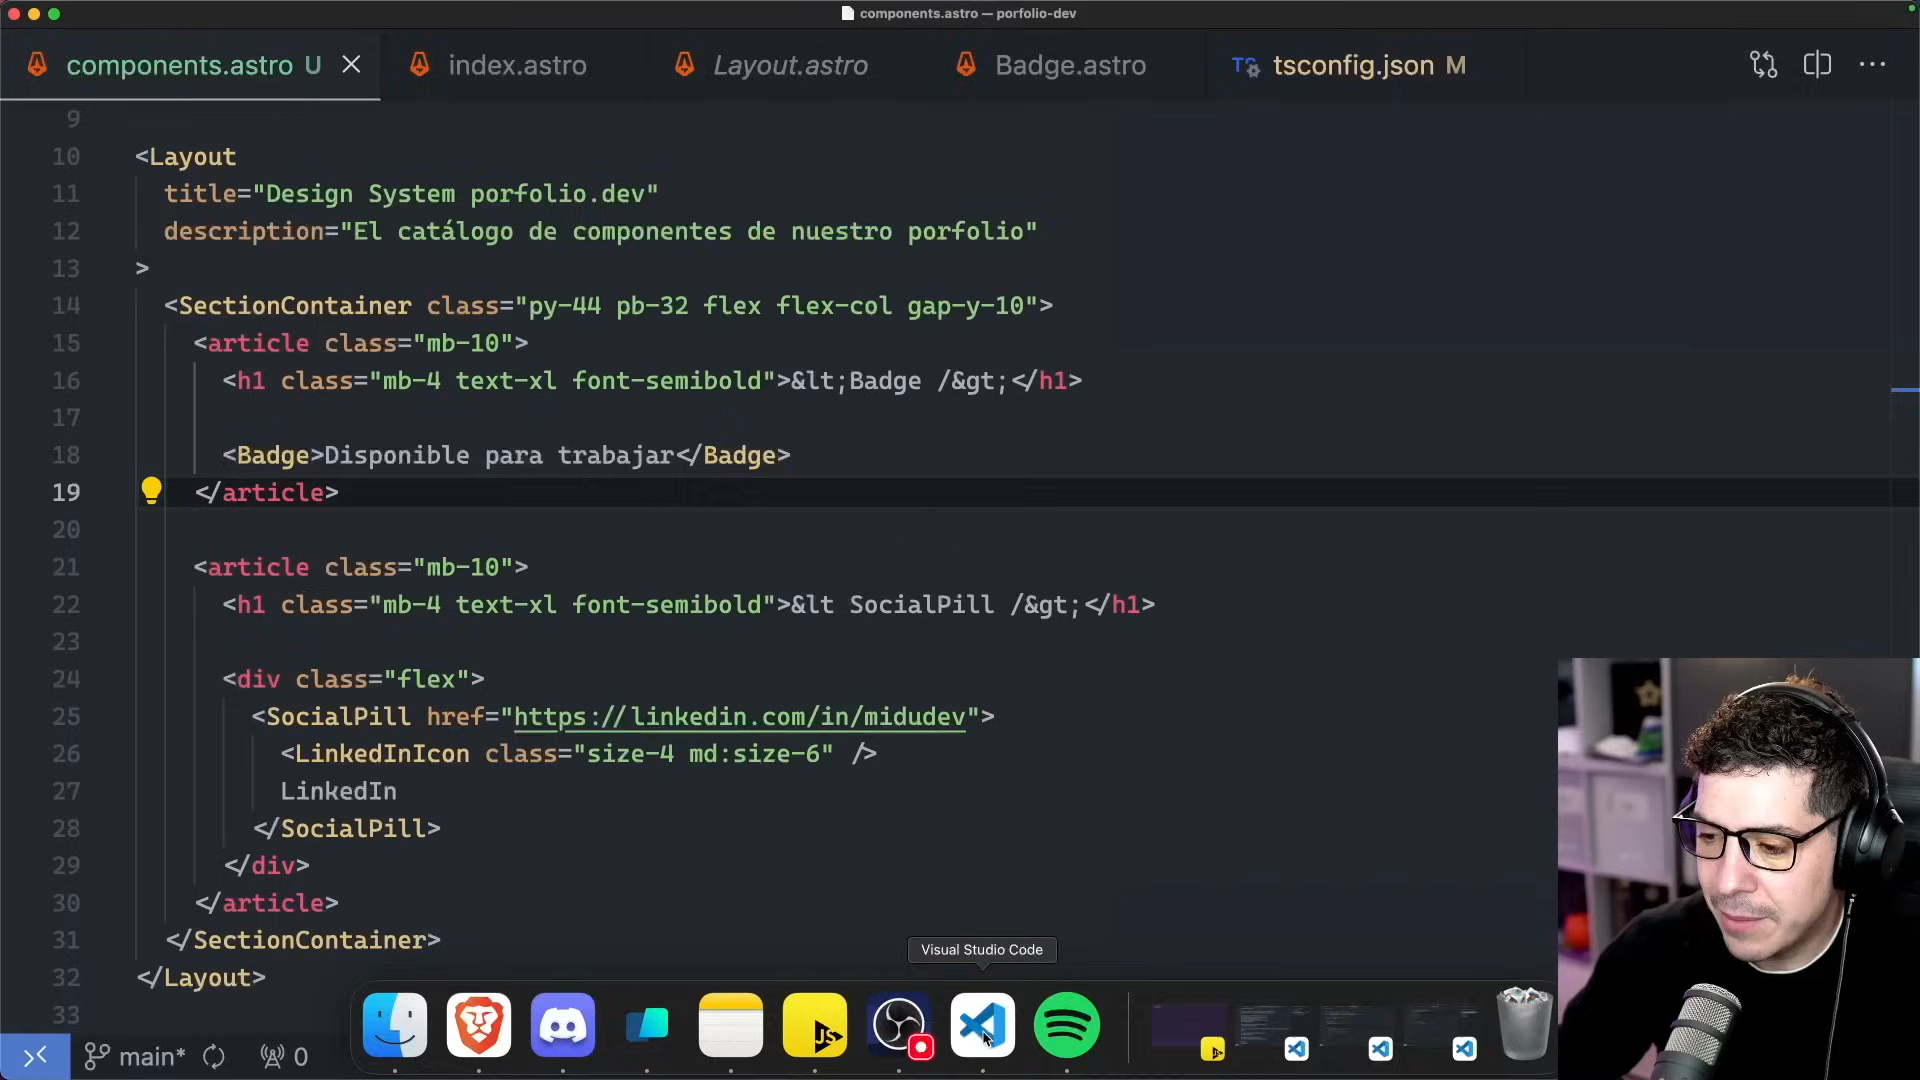 components.astro — porfolio-dev
components.astro U
index.astro
Layout.astro
Badge.astro
TS tsconfig.json M
9
10 <Layout
11 title="Design System porfolio.dev"
12 description="El catálogo de componentes de nuestro porfolio"
13 >
14 <SectionContainer class="py-44 pb-32 flex flex-col gap-y-10">
15 <article class="mb-10">
16 <h1 class="mb-4 text-xl font-semibold">&lt;Badge /&gt;</h1>
17
18 <Badge>Disponible para trabajar</Badge>
19 </article>
20
21 <article class="mb-10">
22 <h1 class="mb-4 text-xl font-semibold">&lt SocialPill /&gt;</h1>
23
24 <div class="flex">
25 <SocialPill href="https://linkedin.com/in/midudev">
26 <LinkedInIcon class="size-4 md:size-6" />
27 LinkedIn
28 </SocialPill>
29 </div>
30 </article>
31 </SectionContainer>
32 </Layout>
33
Visual Studio Code
JS
main* 0